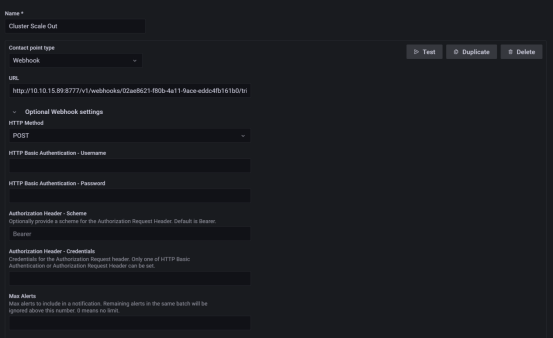 Name *
Cluster Scale Out
Contact point type
Webhook
Test
Duplicate
Delete
URL
http://10.10.15.89:8777/v1/webhooks/02ae8621-f80b-4a11-9ace-eddc4fb161b0/tri
Optional Webhook settings
HTTP Method
POST
HTTP Basic Authentication - Username
HTTP Basic Authentication - Password
Authorization Header - Scheme
Optionally provide a scheme for the Authorization Request Header. Default is Bearer.
Bearer
Authorization Header - Credentials
Credentials for the Authorization Request header. Only one of HTTP Basic
Authentication or Authorization Request Header can be set.
Max Alerts
Max alerts to include in a notification. Remaining alerts in the same batch will be
ignored above this number. 0 means no limit.